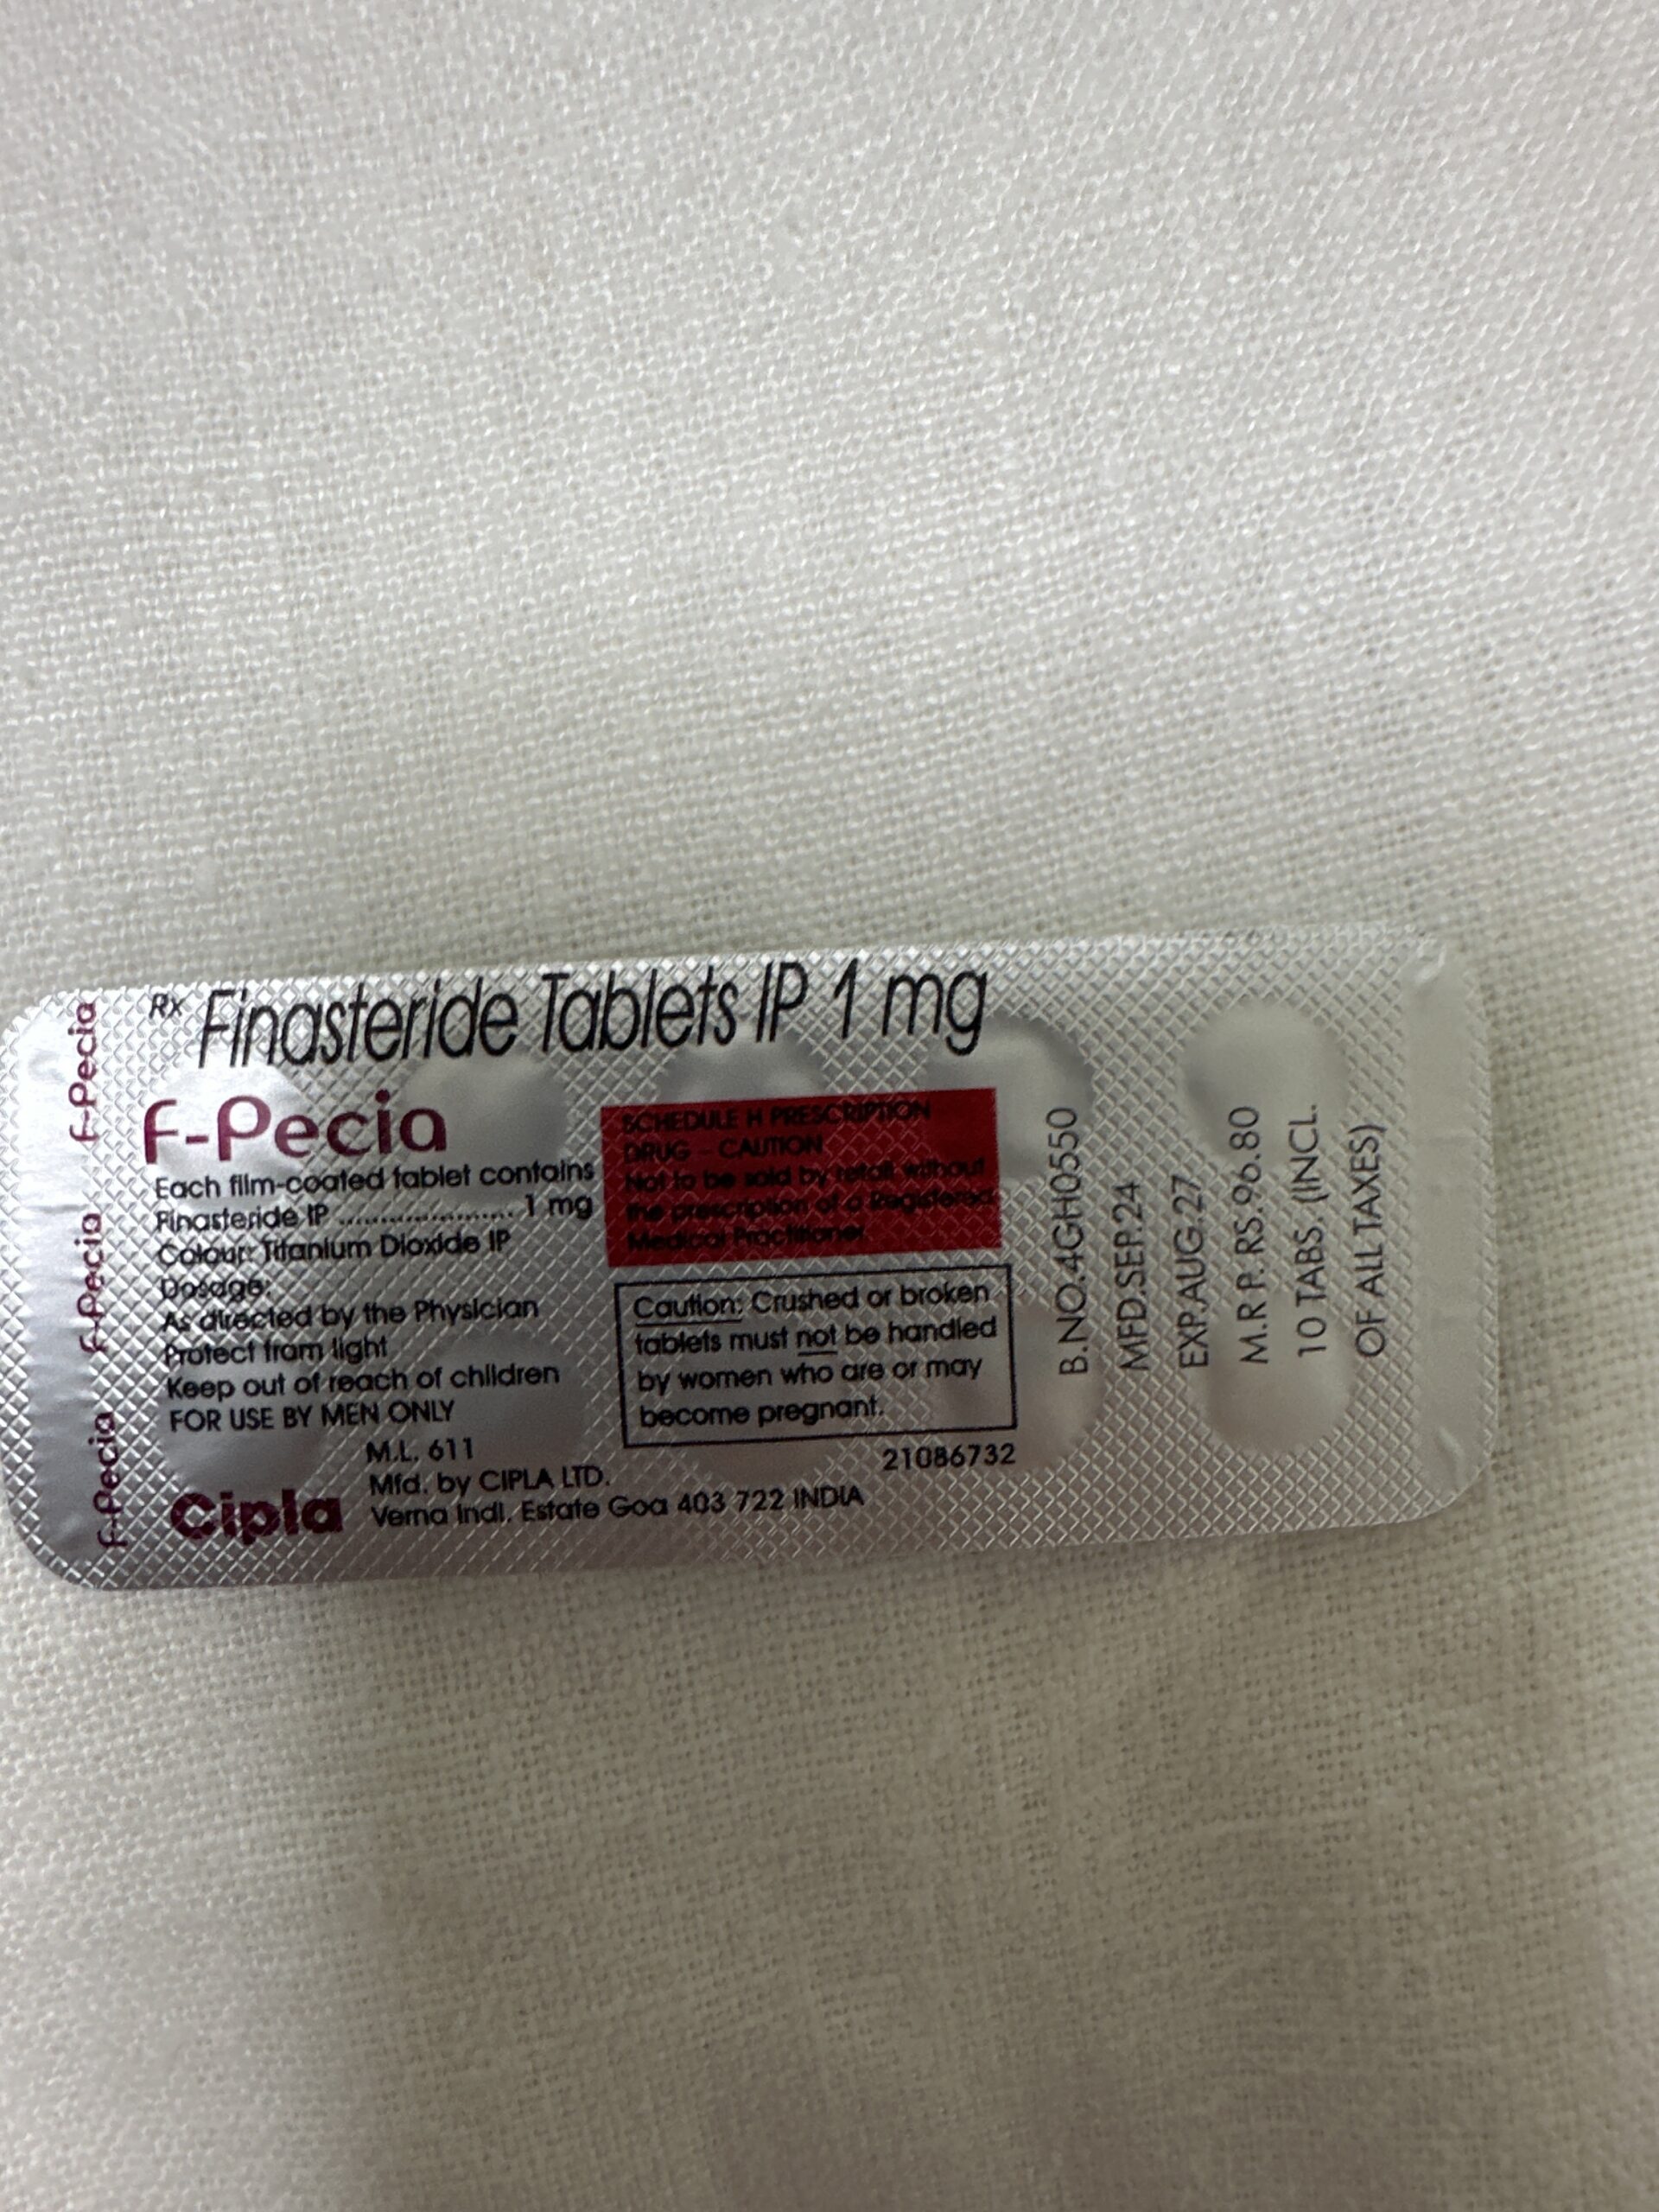 Rx Finasteride Tablets IP 1 mg
F-Pecia
Each film-coated tablet contains
Finasteride IP ...................... 1 mg
Colour: Titanium Dioxide IP
Dosage:
As directed by the Physician
Protect from light
Keep out of reach of children
FOR USE BY MEN ONLY
M.L. 611
Mfd. by CIPLA LTD.
Verna Indl. Estate Goa 403 722 INDIA
Cipla
SCHEDULE H PRESCRIPTION
DRUG – CAUTION
Not to be sold by retail without
the prescription of a Registered
Medical Practitioner
Caution: Crushed or broken
tablets must not be handled
by women who are or may
become pregnant.
21086732
B.NO.4GH0550
MFD.SEP.24
EXP.AUG.27
M.R P. RS.96.80
10 TABS. (INCL.
OF ALL TAXES)
F-Pecia
F-Pecia
F-Pecia
F-Pecia
F-Pecia